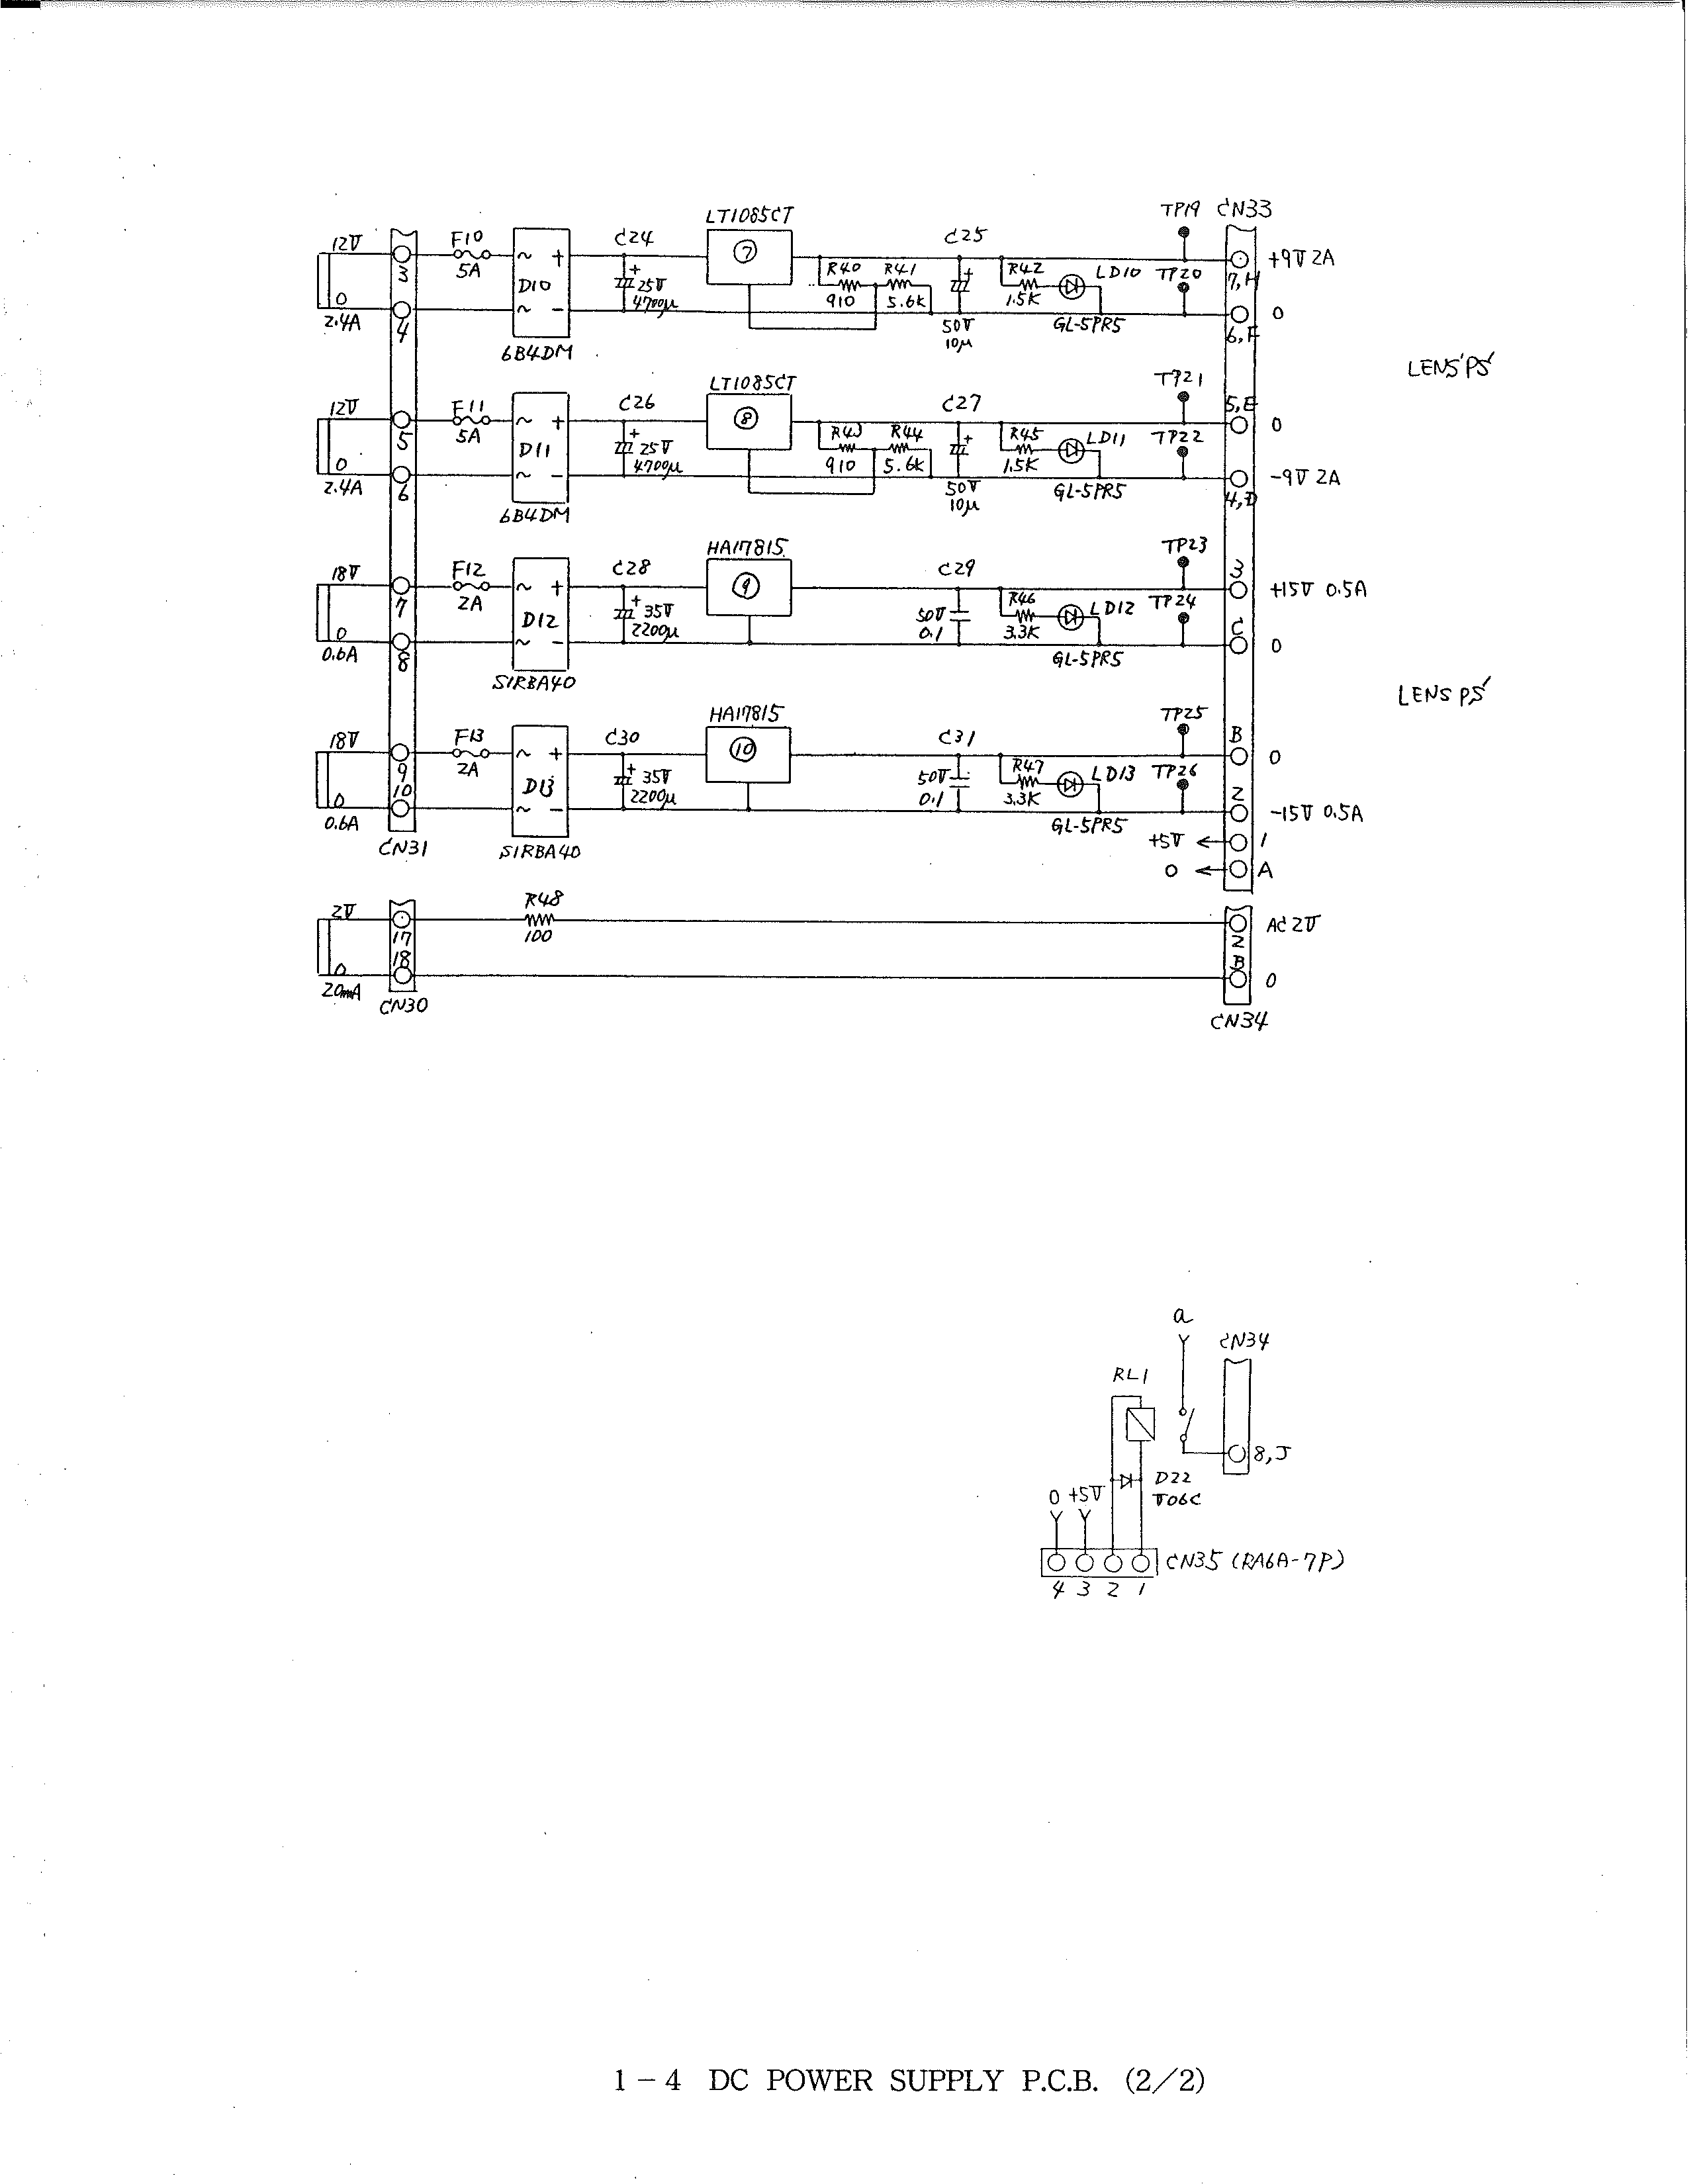 TP19 CN33
LT1085CT
12V F10 C24 ⑦ C25 +9V 2A
3 5A ~ + + 25V R40 R41 + R42 LD10 TP20 7,H
D10 4700μ 910 5.6K 1.5K
0 ~ − 50V GL-5PR5 0
2.4A 4 10μ 6,F
6B4DM
LENS PS
LT1085CT TP21
12V F11 C26 ⑧ C27 5,E 0
5 5A ~ + + 25V R43 R44 + R45 LD11 TP22
D11 4700μ 910 5.6K 1.5K
0 ~ − 50V GL-5PR5 -9V 2A
2.4A 6 10μ 4,D
6B4DM
HA17815 TP23
18V F12 C28 ⑨ C29 3 +15V 0.5A
7 2A ~ + + 35V 50V R46 LD12 TP24
D12 2200μ 0.1 3.3K C
0 ~ − GL-5PR5 0
0.6A 8
S1RBA40
LENS PS
HA17815 TP25
18V F13 C30 ⑩ C31 B 0
9 2A ~ + + 35V 50V R47 LD13 TP26
D13 2200μ 0.1 3.3K 2
0 10 ~ − GL-5PR5 -15V 0.5A
0.6A
CN31 S1RBA40 +5V 1
0 A
2V R48 AC 2V
17 100 2
18 B
0 0
20mA
CN30 CN34
a
CN34
RL1
8,J
D22
0 +5V V06C
CN35 (RA6A-7P)
4 3 2 1
1－4 DC POWER SUPPLY P.C.B. (2／2)